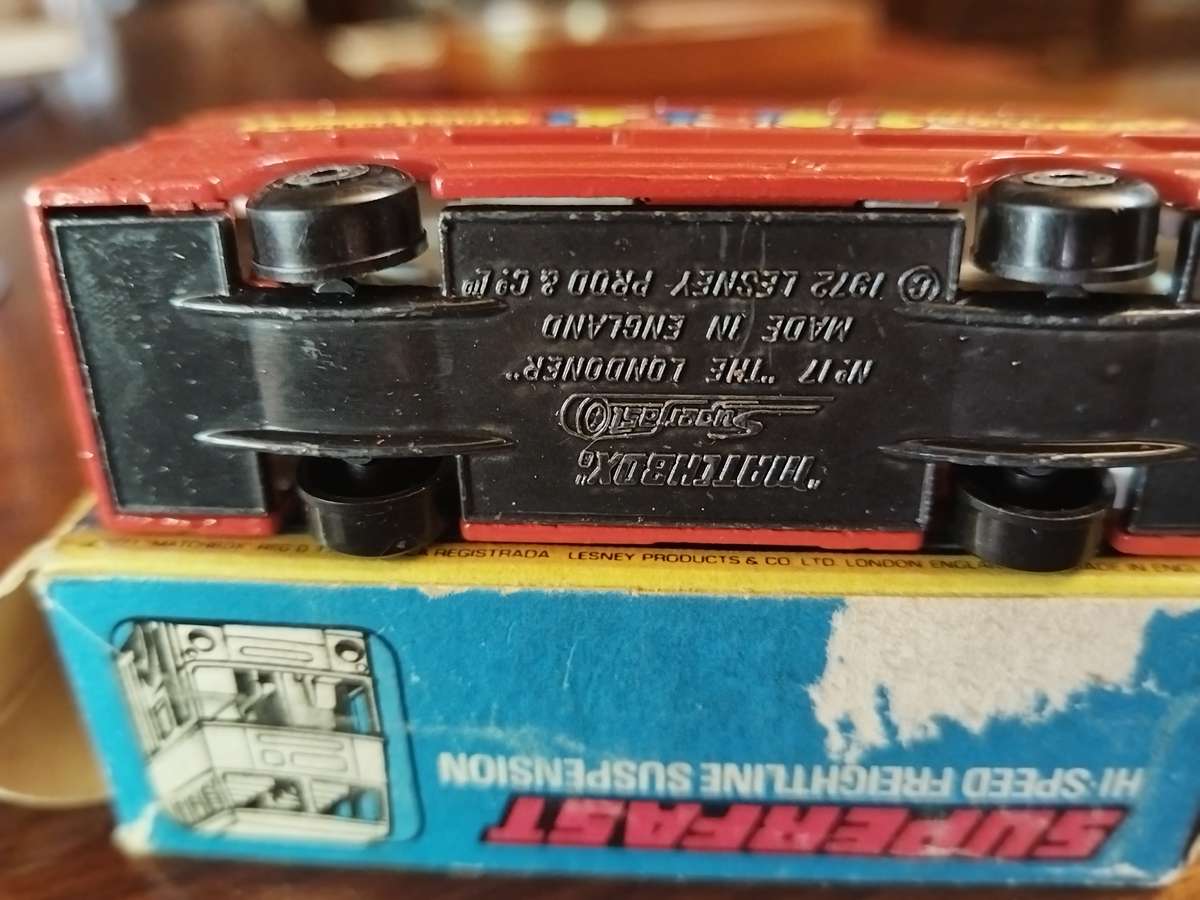 "MATCHBOX"
Superfast
Nº 17 "THE LONDONER"
MADE IN ENGLAND
© 1972 LESNEY PROD & Cº Lᵀᴰ
REGISTRADA LESNEY PRODUCTS & CO. LTD. LONDON
SUPERFAST
HI-SPEED FREIGHTLINE SUSPENSION